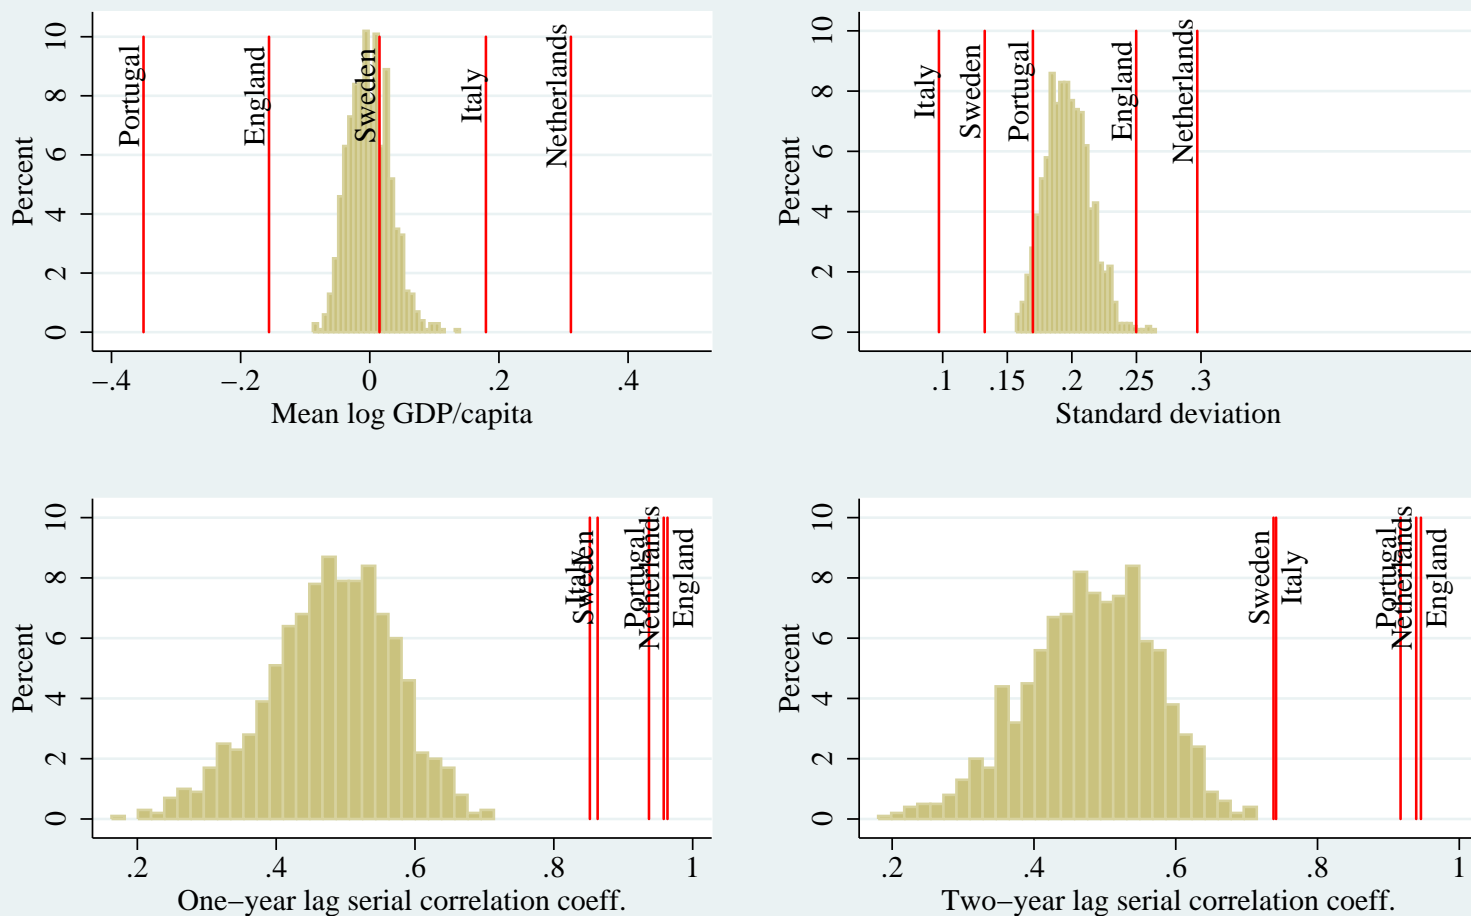 Percent
10
8
6
4
2
0
Portugal
England
Sweden
Italy
Netherlands
−.4 −.2 0 .2 .4
Mean log GDP/capita
Percent
10
8
6
4
2
0
Italy
Sweden
Portugal
England
Netherlands
.1 .15 .2 .25 .3
Standard deviation
Percent
10
8
6
4
2
0
Italy
Sweden
Portugal
Netherlands
England
.2 .4 .6 .8 1
One−year lag serial correlation coeff.
Percent
10
8
6
4
2
0
Sweden
Italy
Portugal
Netherlands
England
.2 .4 .6 .8 1
Two−year lag serial correlation coeff.